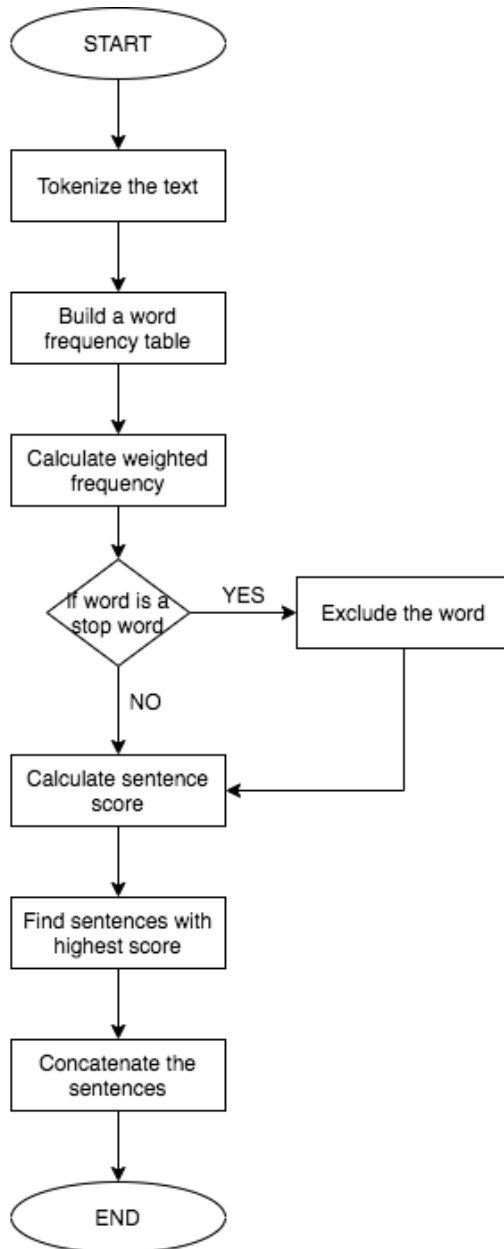 START
Tokenize the text
Build a word
frequency table
Calculate weighted
frequency
If word is a
stop word
YES
Exclude the word
NO
Calculate sentence
score
Find sentences with
highest score
Concatenate the
sentences
END